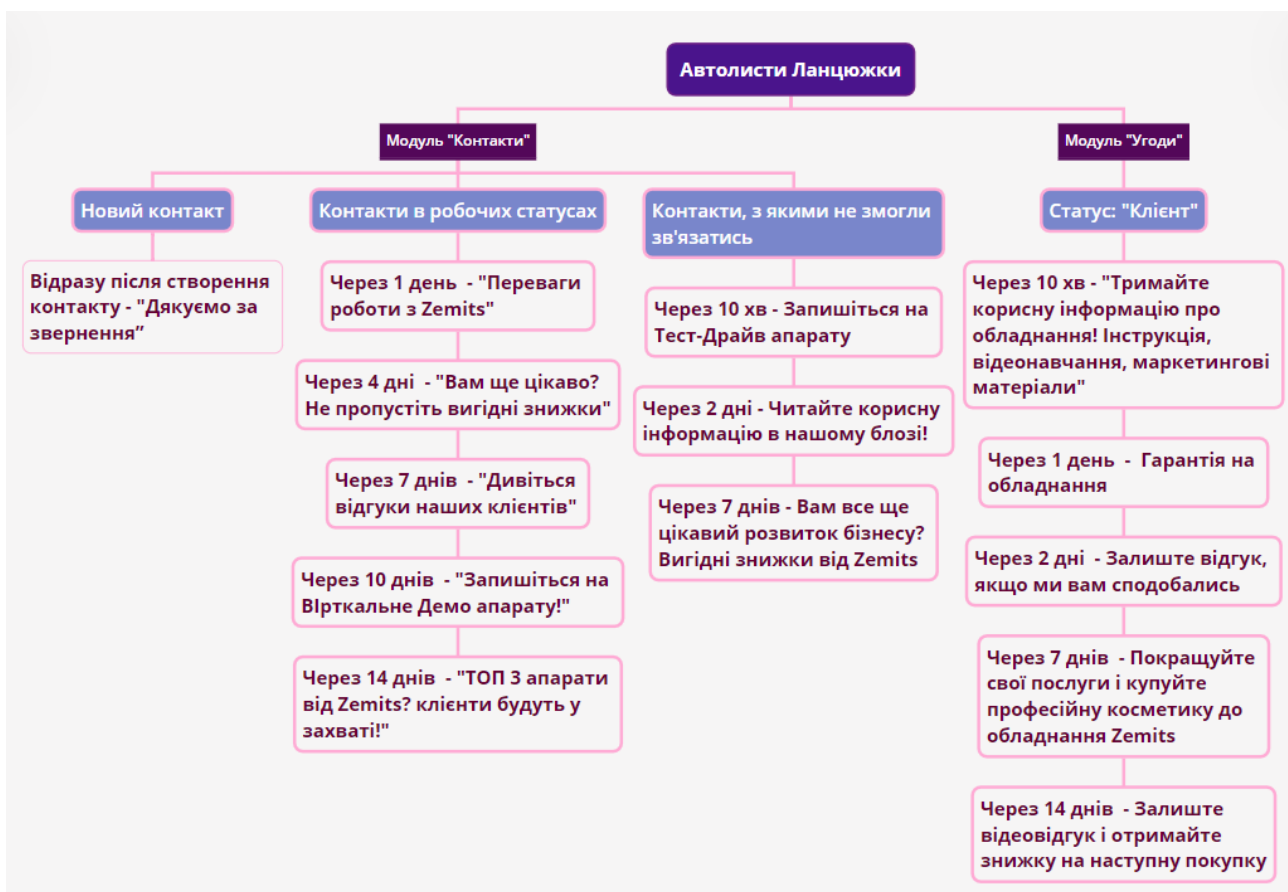 Автолисти Ланцюжки
Модуль "Контакти"
Модуль "Угоди"
Новий контакт
Контакти в робочих статусах
Контакти, з якими не змогли
зв'язатись
Статус: "Клієнт"
Відразу після створення
контакту - "Дякуємо за
звернення”
Через 1 день  - "Переваги
роботи з Zemits"
Через 4 дні  - "Вам ще цікаво?
Не пропустіть вигідні знижки"
Через 7 днів  - "Дивіться
відгуки наших клієнтів"
Через 10 днів  - "Запишіться на
ВІрткальне Демо апарату!"
Через 14 днів  - "ТОП 3 апарати
від Zemits? клієнти будуть у
захваті!"
Через 10 хв - Запишіться на
Тест-Драйв апарату
Через 2 дні - Читайте корисну
інформацію в нашому блозі!
Через 7 днів - Вам все ще
цікавий розвиток бізнесу?
Вигідні знижки від Zemits
Через 10 хв - "Тримайте
корисну інформацію про
обладнання! Інструкція,
відеонавчання, маркетингові
матеріали"
Через 1 день  -  Гарантія на
обладнання
Через 2 дні  - Залиште відгук,
якщо ми вам сподобались
Через 7 днів  - Покращуйте
свої послуги і купуйте
професійну косметику до
обладнання Zemits
Через 14 днів  - Залиште
відеовідгук і отримайте
знижку на наступну покупку